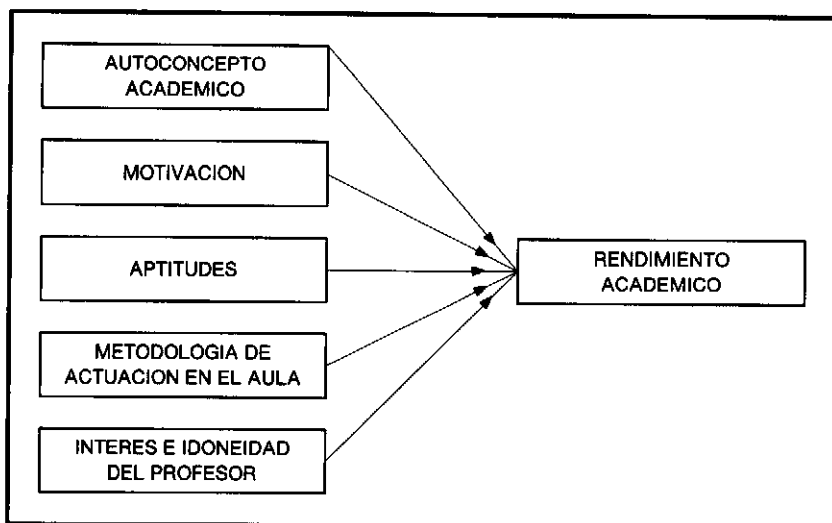 AUTOCONCEPTO
ACADEMICO
MOTIVACION
APTITUDES
METODOLOGIA DE
ACTUACION EN EL AULA
INTERES E IDONEIDAD
DEL PROFESOR
RENDIMIENTO
ACADEMICO